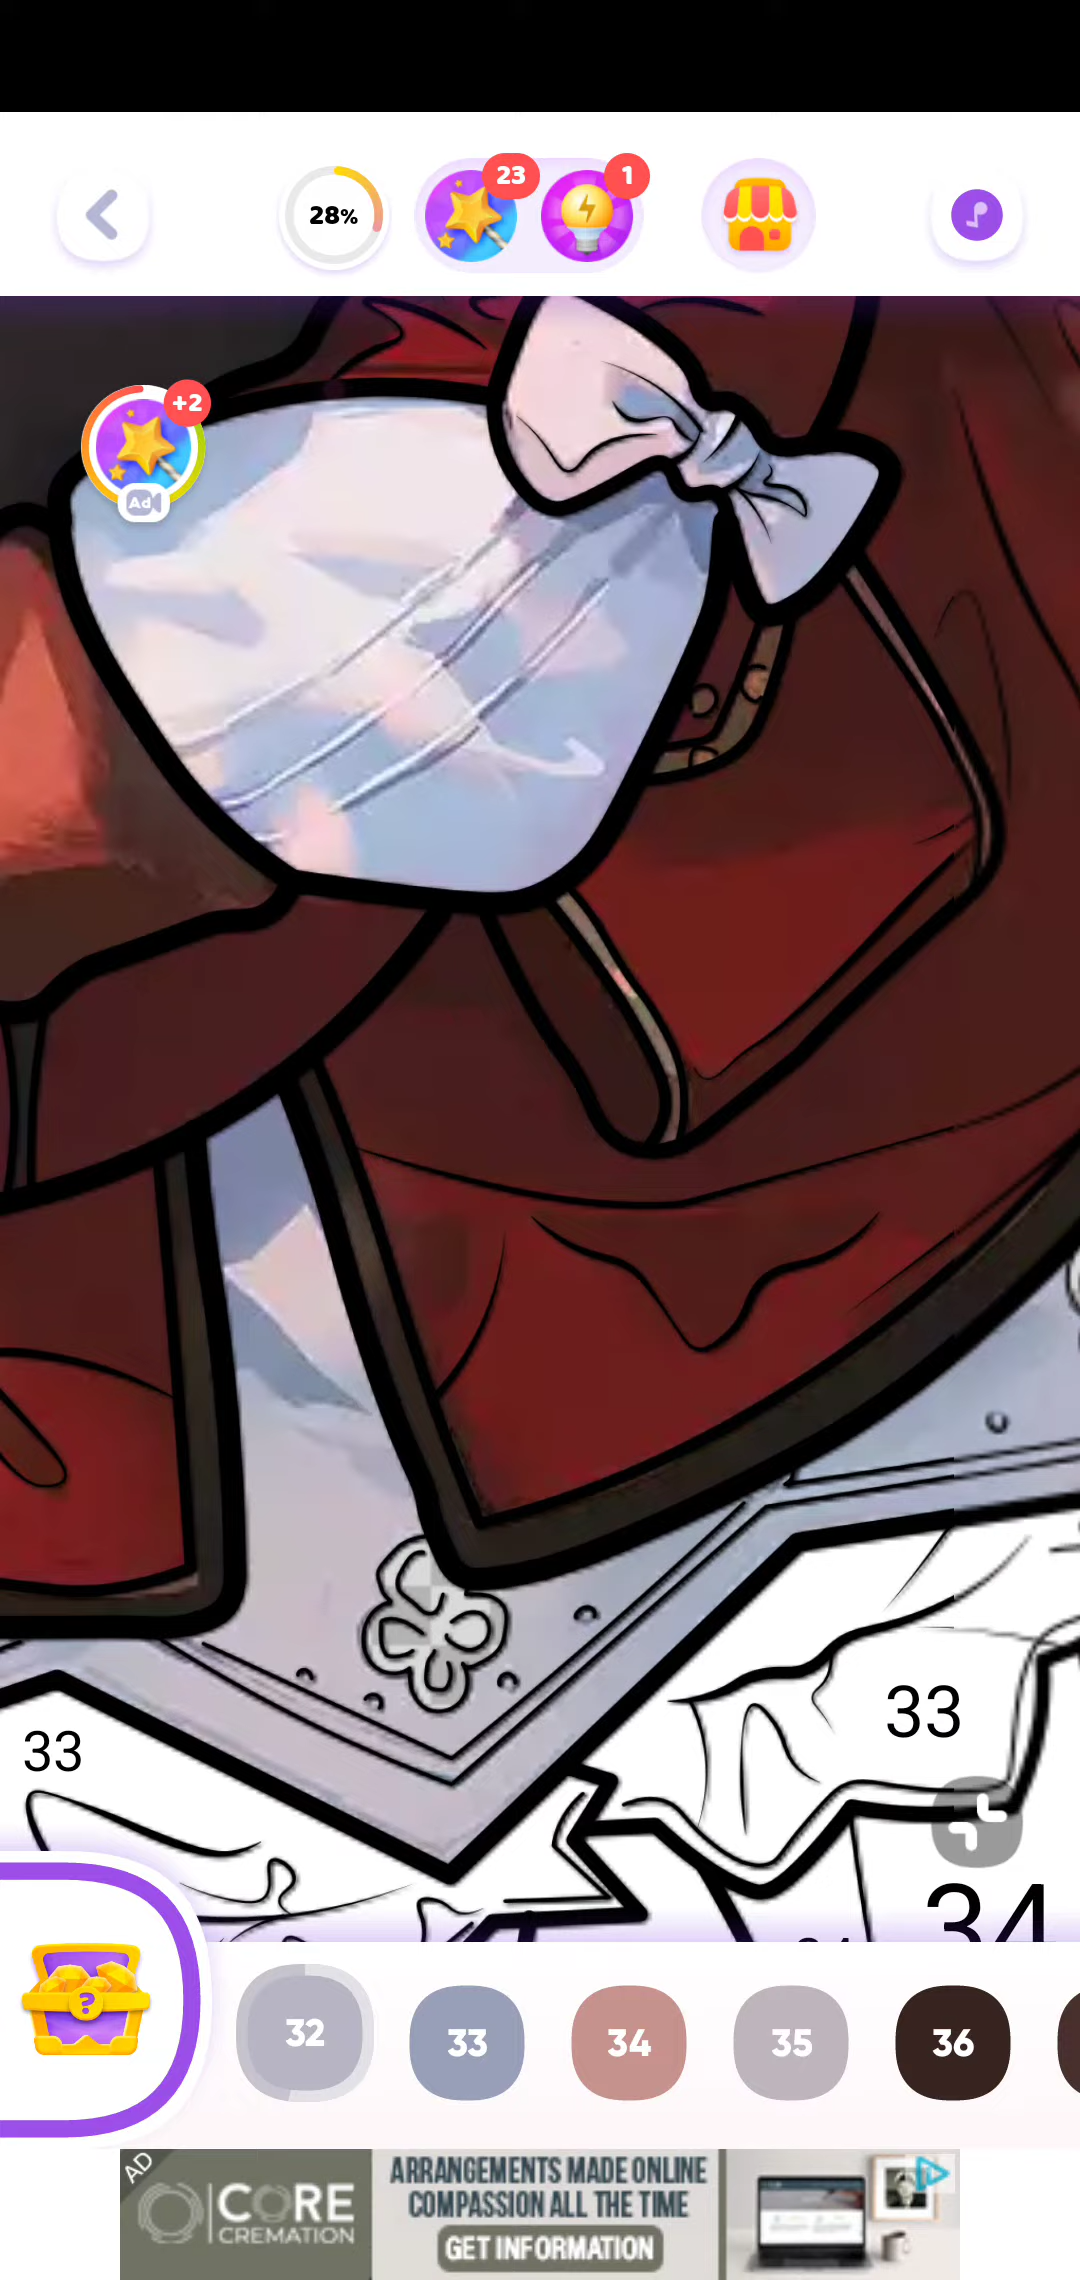 28%
23
1
+2
Ad
33
33
34
32
33
34
35
36
?
AD
CORE
CREMATION
ARRANGEMENTS MADE ONLINE
COMPASSION ALL THE TIME
GET INFORMATION